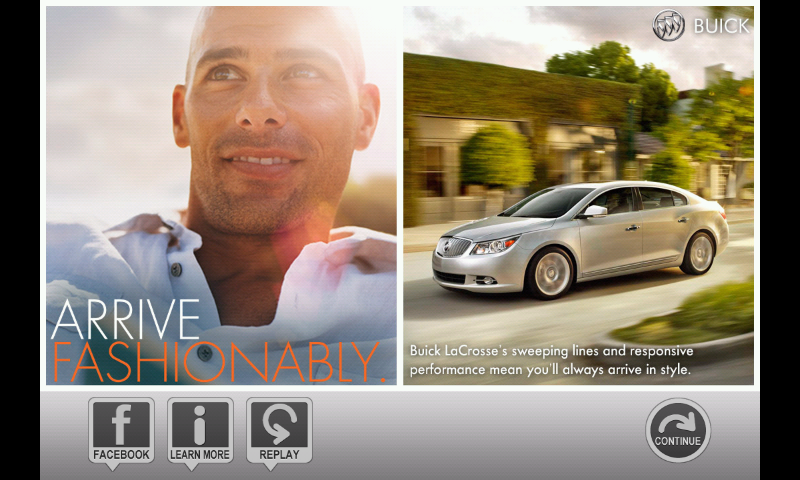 BUICK
ARRIVE
FASHIONABLY.
Buick LaCrosse's sweeping lines and responsive
performance mean you'll always arrive in style.
f
FACEBOOK
i
LEARN MORE
REPLAY
CONTINUE